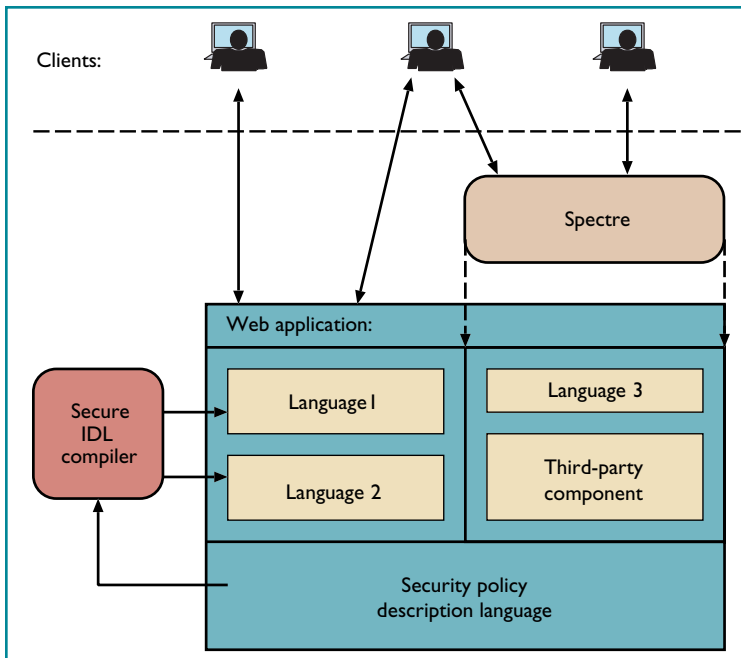 Clients:
Spectre
Web application:
Secure
IDL
compiler
Language1
Language 2
Language 3
Third-party
component
Security policy
description language